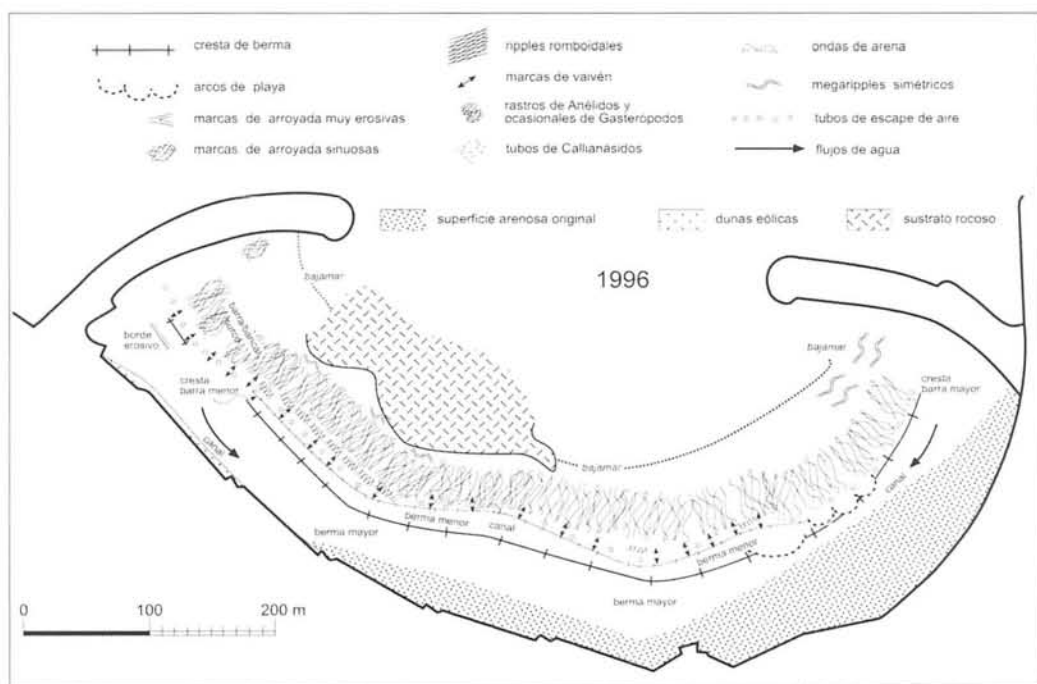 cresta de berma
arcos de playa
marcas de arroyada muy erosivas
marcas de arroyada sinuosas
ripples romboidales
marcas de vaivén
rastros de Anélidos y
ocasionales de Gasterópodos
tubos de Callianásidos
ondas de arena
megaripples simétricos
tubos de escape de aire
flujos de agua
superficie arenosa original
dunas eólicas
sustrato rocoso
1996
bajamar
borde
erosivo
cresta
barra menor
canal
bajamar
cresta
barra mayor
canal
bajamar
berma menor
canal
berma menor
berma mayor
berma mayor
0
100
200 m